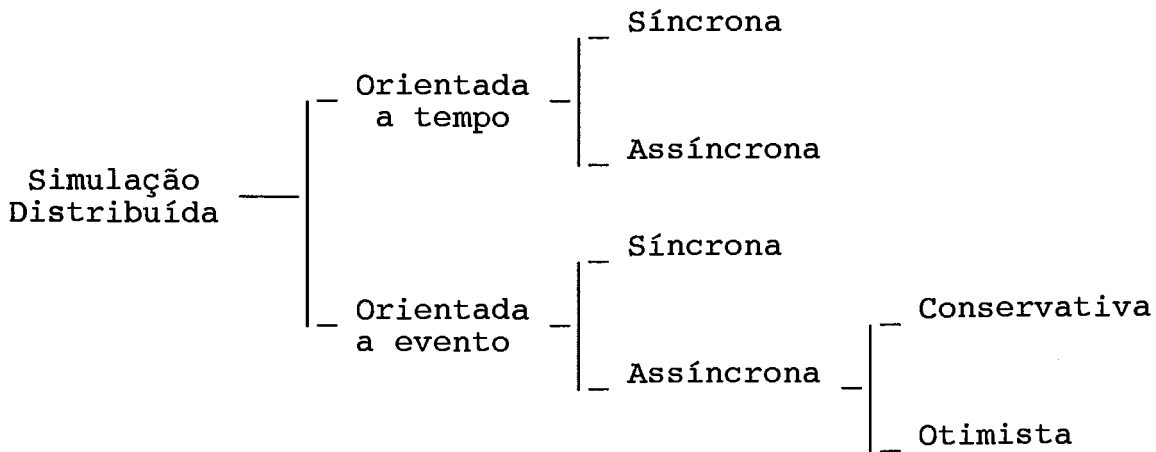 Simulação
Distribuída
Orientada
a tempo
Síncrona
Assíncrona
Orientada
a evento
Síncrona
Assíncrona
Conservativa
Otimista